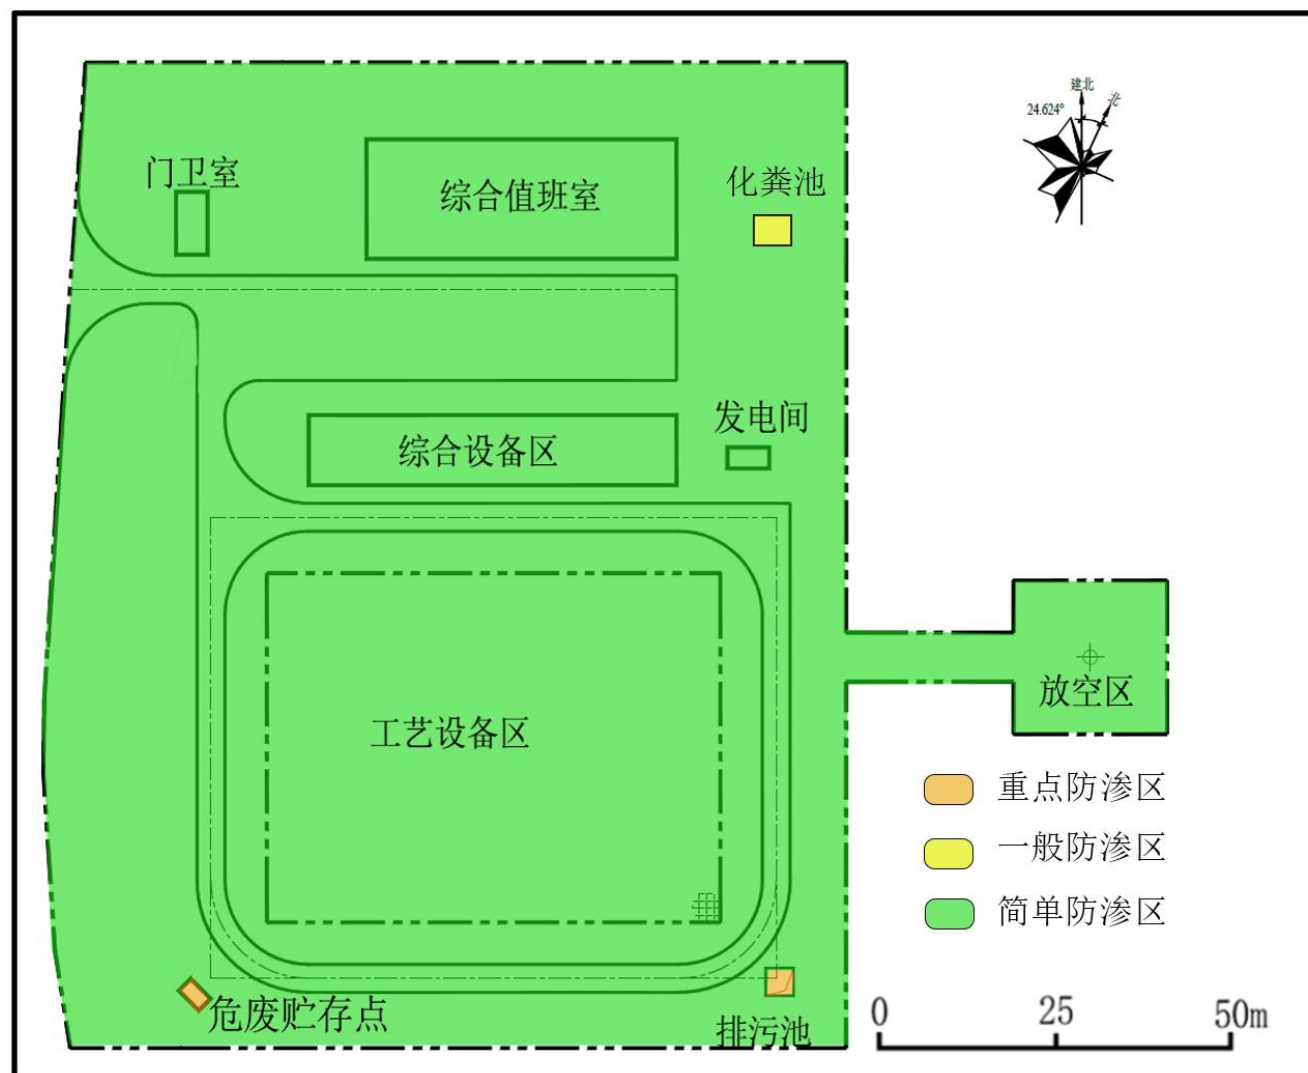 建北
北
24.624°
门卫室
综合值班室
化粪池
发电间
综合设备区
工艺设备区
放空区
重点防渗区
一般防渗区
简单防渗区
危废贮存点
排污池
0
25
50m